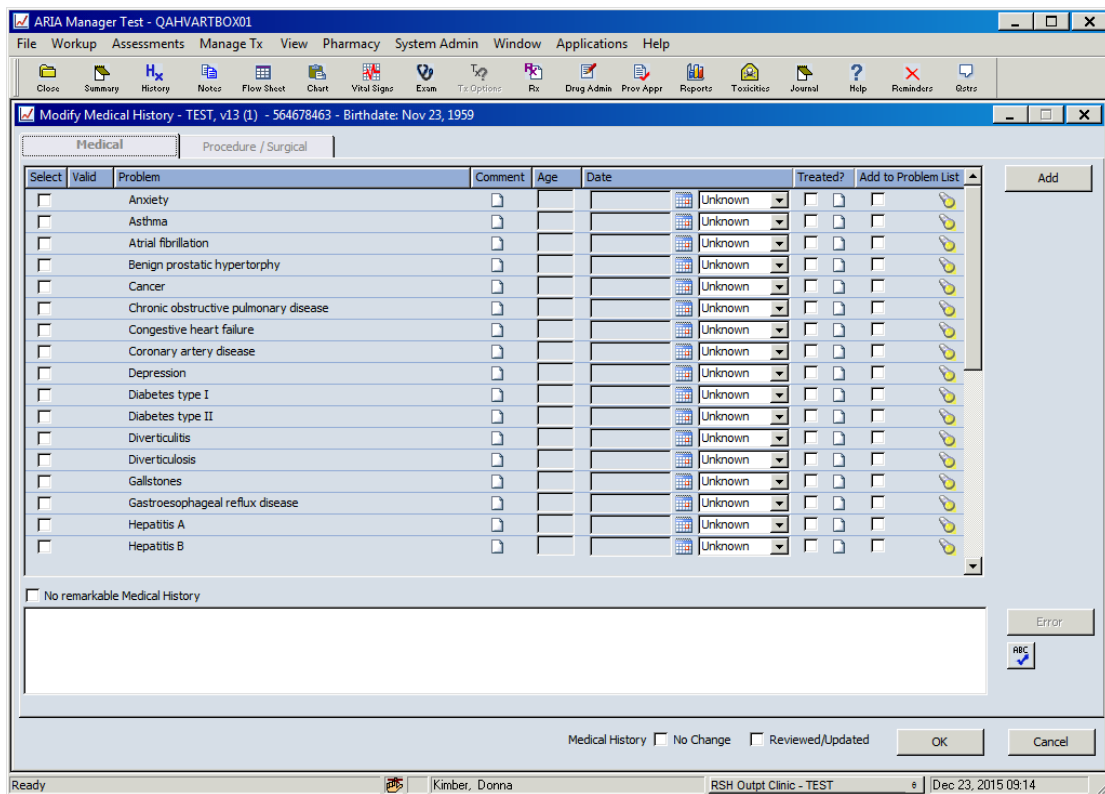 ARIA Manager Test - QAHVARTBOX01
File Workup Assessments Manage Tx View Pharmacy System Admin Window Applications Help
Close Summary History Notes Flow Sheet Chart Vital Signs Exam Tx Options Rx Drug Admin Prov Appr Reports Toxicities Journal Help Reminders Qstrs
Modify Medical History - TEST, v13 (1) - 564678463 - Birthdate: Nov 23, 1959
Medical Procedure / Surgical
Select Valid Problem Comment Age Date Treated? Add to Problem List Add
Anxiety Unknown
Asthma Unknown
Atrial fibrillation Unknown
Benign prostatic hypertorphy Unknown
Cancer Unknown
Chronic obstructive pulmonary disease Unknown
Congestive heart failure Unknown
Coronary artery disease Unknown
Depression Unknown
Diabetes type I Unknown
Diabetes type II Unknown
Diverticulitis Unknown
Diverticulosis Unknown
Gallstones Unknown
Gastroesophageal reflux disease Unknown
Hepatitis A Unknown
Hepatitis B Unknown
No remarkable Medical History
Error
ABC
Medical History No Change Reviewed/Updated OK Cancel
Ready Kimber, Donna RSH Outpt Clinic - TEST 6 Dec 23, 2015 09:14